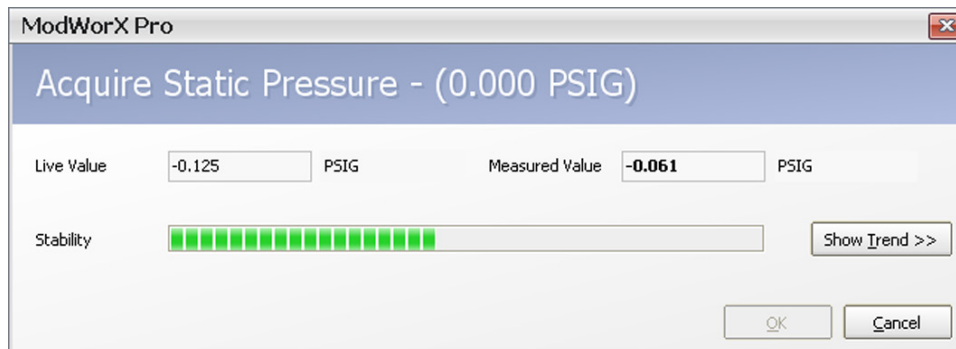 ModWorX Pro
Acquire Static Pressure - (0.000 PSIG)
Live Value -0.125 PSIG Measured Value -0.061 PSIG
Stability Show Trend >>
OK Cancel